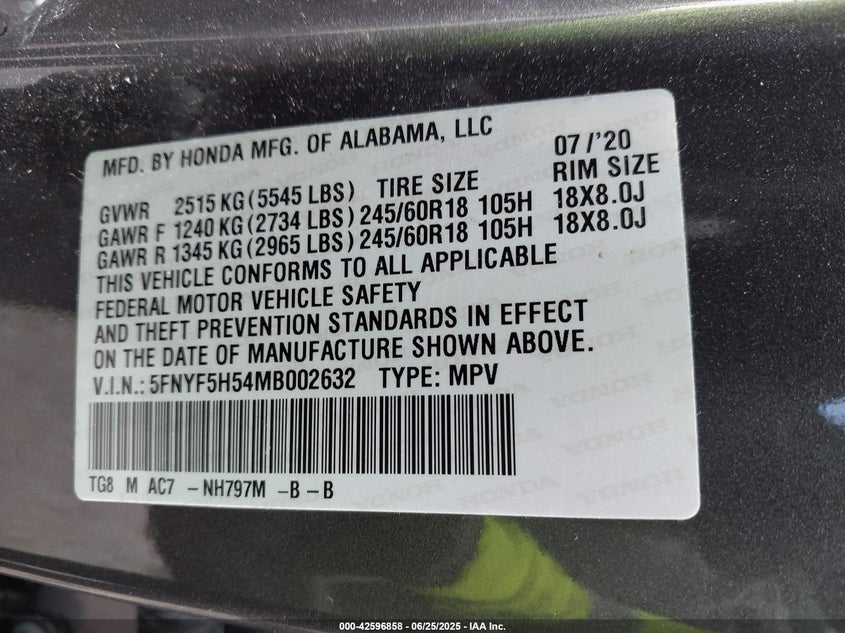 MFD. BY HONDA MFG. OF ALABAMA, LLC 07/'20
GVWR 2515 KG (5545 LBS) TIRE SIZE RIM SIZE
GAWR F 1240 KG (2734 LBS) 245/60R18 105H 18X8.0J
GAWR R 1345 KG (2965 LBS) 245/60R18 105H 18X8.0J
THIS VEHICLE CONFORMS TO ALL APPLICABLE
FEDERAL MOTOR VEHICLE SAFETY
AND THEFT PREVENTION STANDARDS IN EFFECT
ON THE DATE OF MANUFACTURE SHOWN ABOVE.
V.I.N.: 5FNYF5H54MB002632 TYPE: MPV
TG8 M AC7 -NH797M -B-B
HONDA
000-42596858 - 06/25/2025 - IAA Inc.